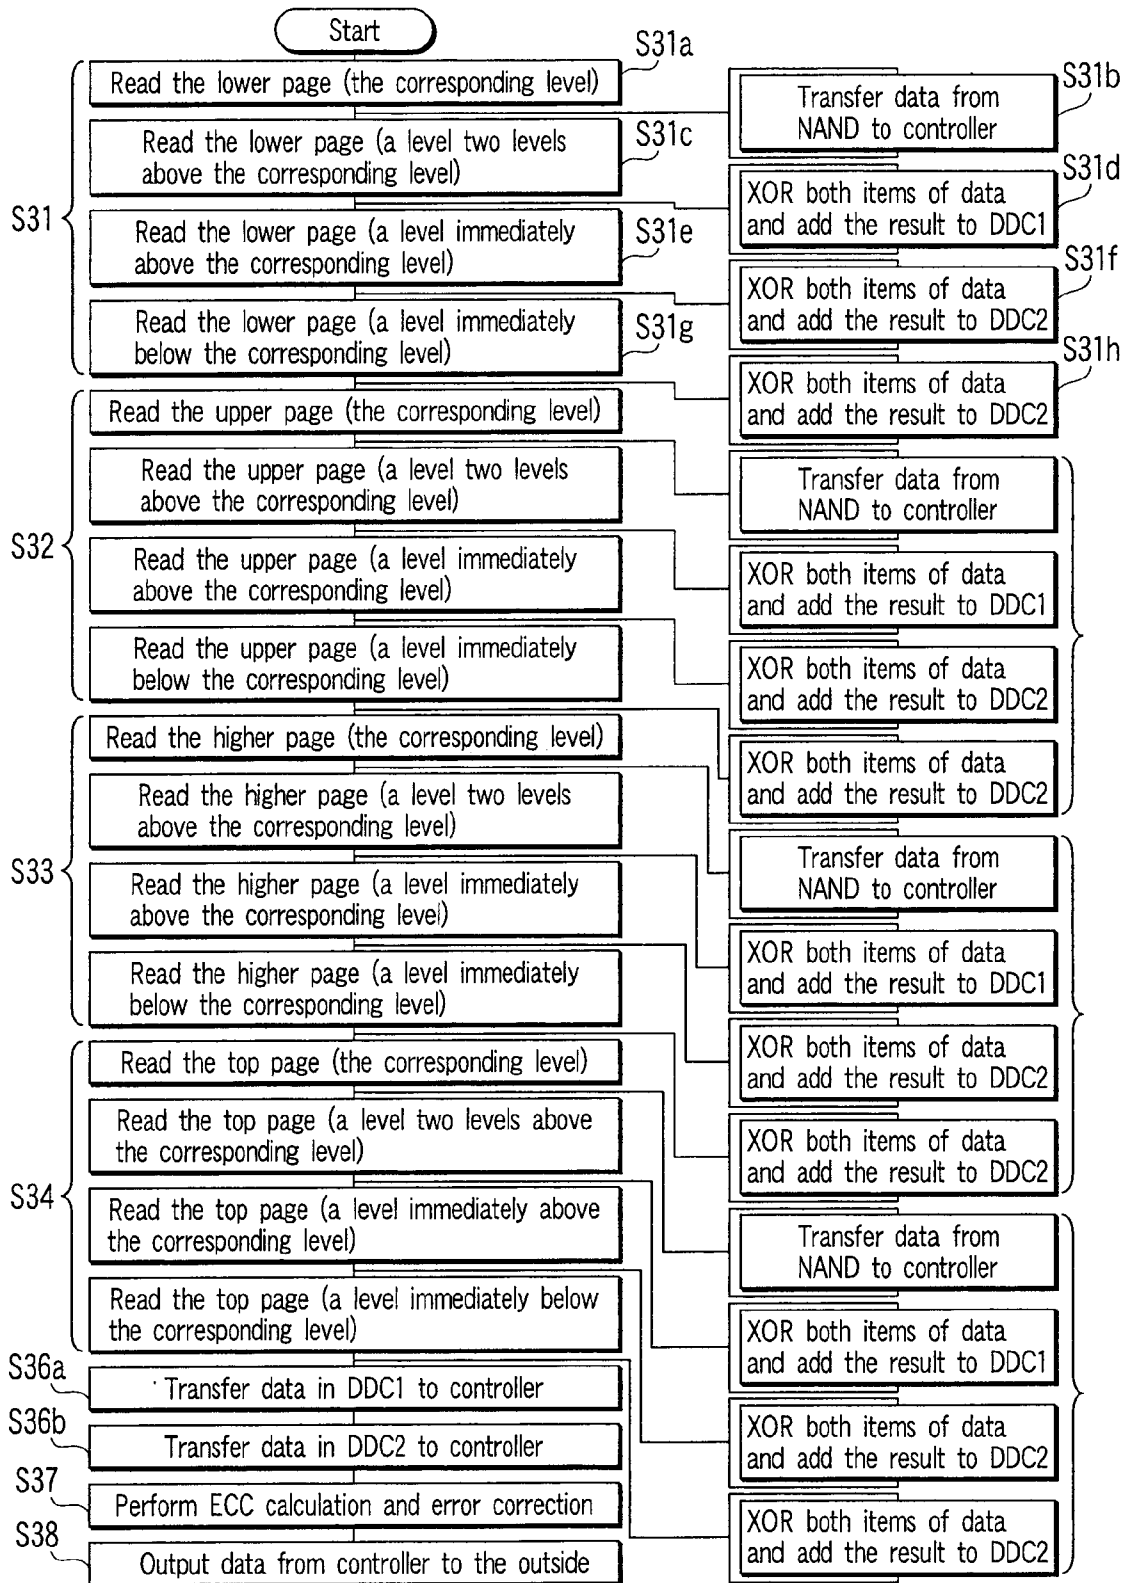 Start
S31
Read the lower page (the corresponding level)
S31a
Transfer data from
NAND to controller
S31b
Read the lower page (a level two levels
above the corresponding level)
S31c
XOR both items of data
and add the result to DDC1
S31d
Read the lower page (a level immediately
above the corresponding level)
S31e
XOR both items of data
and add the result to DDC2
S31f
Read the lower page (a level immediately
below the corresponding level)
S31g
XOR both items of data
and add the result to DDC2
S31h
S32
Read the upper page (the corresponding level)
Transfer data from
NAND to controller
Read the upper page (a level two levels
above the corresponding level)
XOR both items of data
and add the result to DDC1
Read the upper page (a level immediately
above the corresponding level)
XOR both items of data
and add the result to DDC2
Read the upper page (a level immediately
below the corresponding level)
XOR both items of data
and add the result to DDC2
S33
Read the higher page (the corresponding level)
Transfer data from
NAND to controller
Read the higher page (a level two levels
above the corresponding level)
XOR both items of data
and add the result to DDC1
Read the higher page (a level immediately
above the corresponding level)
XOR both items of data
and add the result to DDC2
Read the higher page (a level immediately
below the corresponding level)
XOR both items of data
and add the result to DDC2
S34
Read the top page (the corresponding level)
Transfer data from
NAND to controller
Read the top page (a level two levels above
the corresponding level)
XOR both items of data
and add the result to DDC1
Read the top page (a level immediately above
the corresponding level)
XOR both items of data
and add the result to DDC2
Read the top page (a level immediately below
the corresponding level)
XOR both items of data
and add the result to DDC2
S36a
Transfer data in DDC1 to controller
S36b
Transfer data in DDC2 to controller
S37
Perform ECC calculation and error correction
S38
Output data from controller to the outside